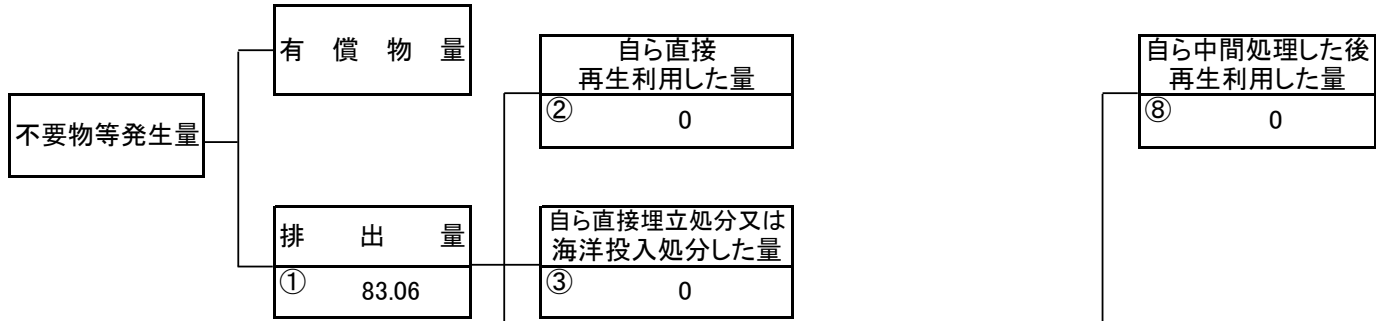 有償物量
自ら直接
再生利用した量
② 0
自ら中間処理した後
再生利用した量
⑧ 0
不要物等発生量
排出量
① 83.06
自ら直接埋立処分又は
海洋投入処分した量
③ 0